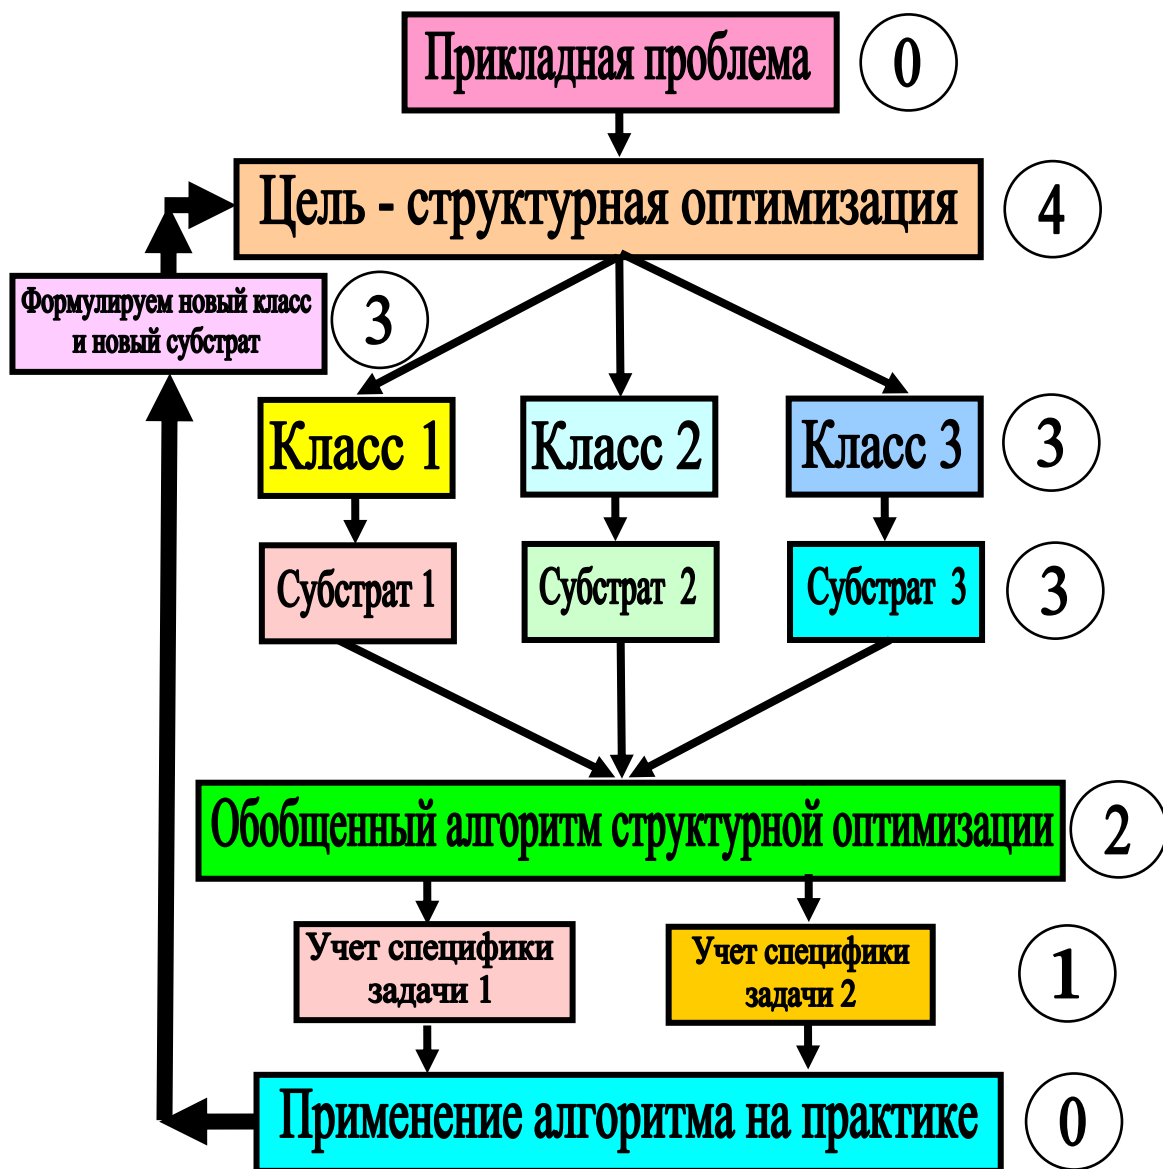 Прикладная проблема
0
Цель - структурная оптимизация
4
Формулируем новый класс
и новый субстрат
3
Класс 1
Класс 2
Класс 3
3
Субстрат 1
Субстрат 2
Субстрат 3
3
Обобщенный алгоритм структурной оптимизации
2
Учет специфики
задачи 1
Учет специфики
задачи 2
1
Применение алгоритма на практике
0